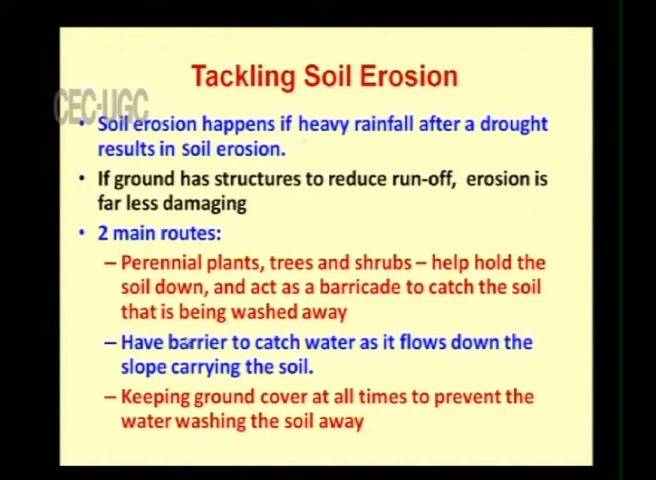 Tackling Soil Erosion
CEC-UGC
• Soil erosion happens if heavy rainfall after a drought
results in soil erosion.
• If ground has structures to reduce run-off, erosion is
far less damaging
• 2 main routes:
– Perennial plants, trees and shrubs – help hold the
soil down, and act as a barricade to catch the soil
that is being washed away
– Have barrier to catch water as it flows down the
slope carrying the soil.
– Keeping ground cover at all times to prevent the
water washing the soil away